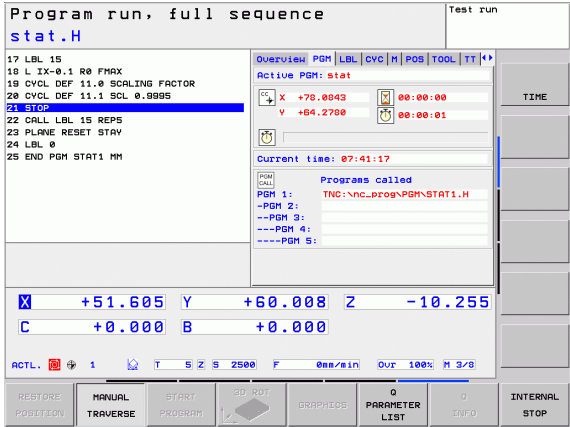 Program run, full sequence
Test run
stat.H
17 LBL 15
18 L IX-0.1 R0 FMAX
19 CYCL DEF 11.0 SCALING FACTOR
20 CYCL DEF 11.1 SCL 0.9995
21 STOP
22 CALL LBL 15 REP5
23 PLANE RESET STAY
24 LBL 0
25 END PGM STAT1 MM
Overview PGM LBL CYC M POS TOOL TT
Active PGM: stat
CC X +78.0843 00:00:00
Y +64.2780 00:00:01
Current time: 07:41:17
PGM CALL Programs called
PGM 1: TNC:\nc_prog\PGM\STAT1.H
-PGM 2:
--PGM 3:
---PGM 4:
----PGM 5:
TIME
X +51.605 Y +60.008 Z -10.255
C +0.000 B +0.000
ACTL. 1 T 5 Z S 2500 F 0mm/min Ovr 100% M 3/8
RESTORE POSITION
MANUAL TRAVERSE
START PROGRAM
3D ROT
GRAPHICS
Q PARAMETER LIST
Q INFO
INTERNAL STOP